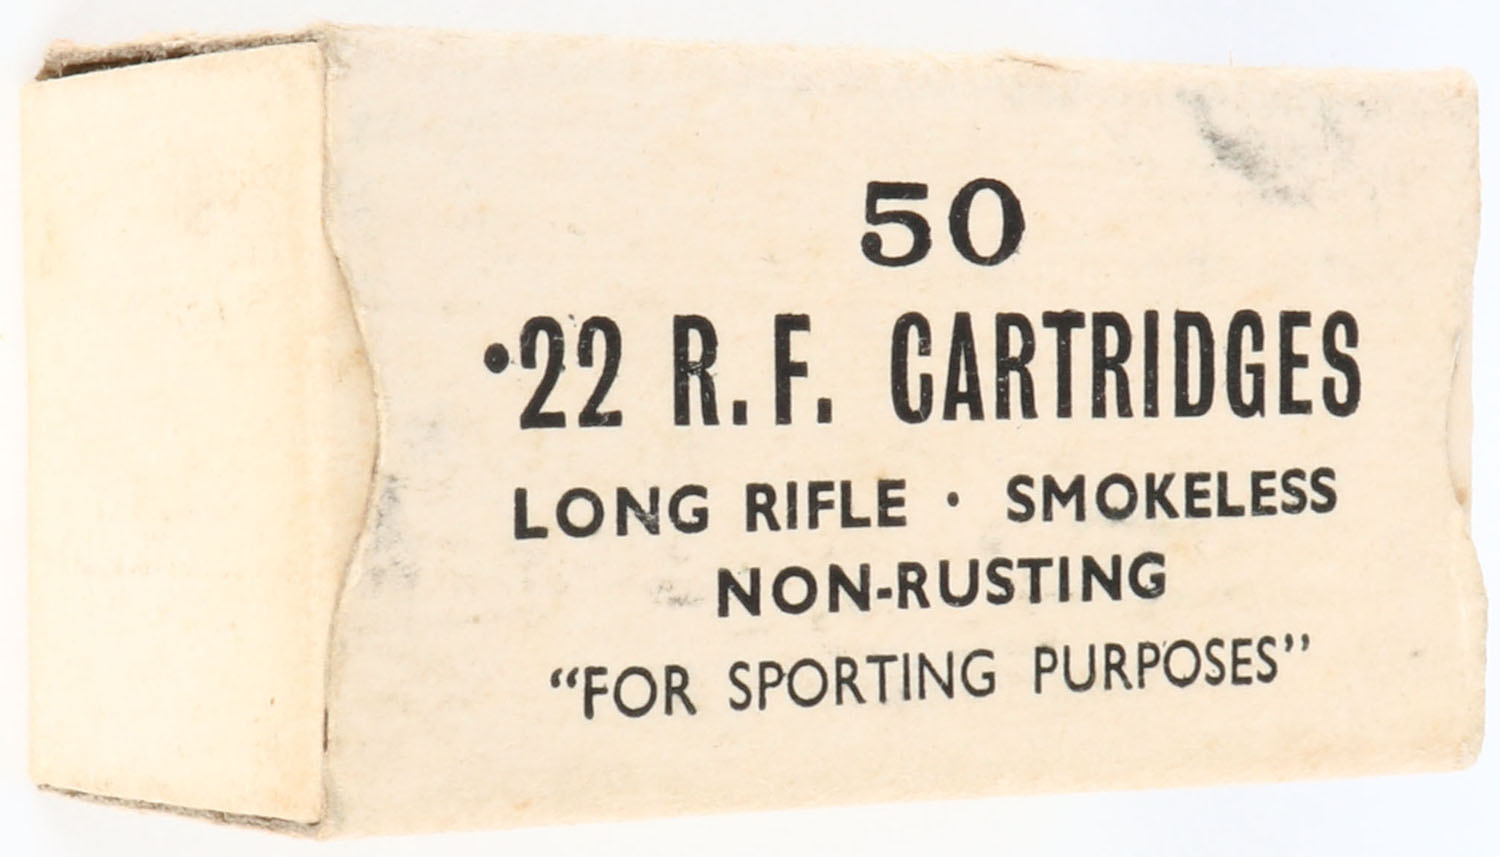 50
·22 R.F. CARTRIDGES
LONG RIFLE · SMOKELESS
NON-RUSTING
“FOR SPORTING PURPOSES”